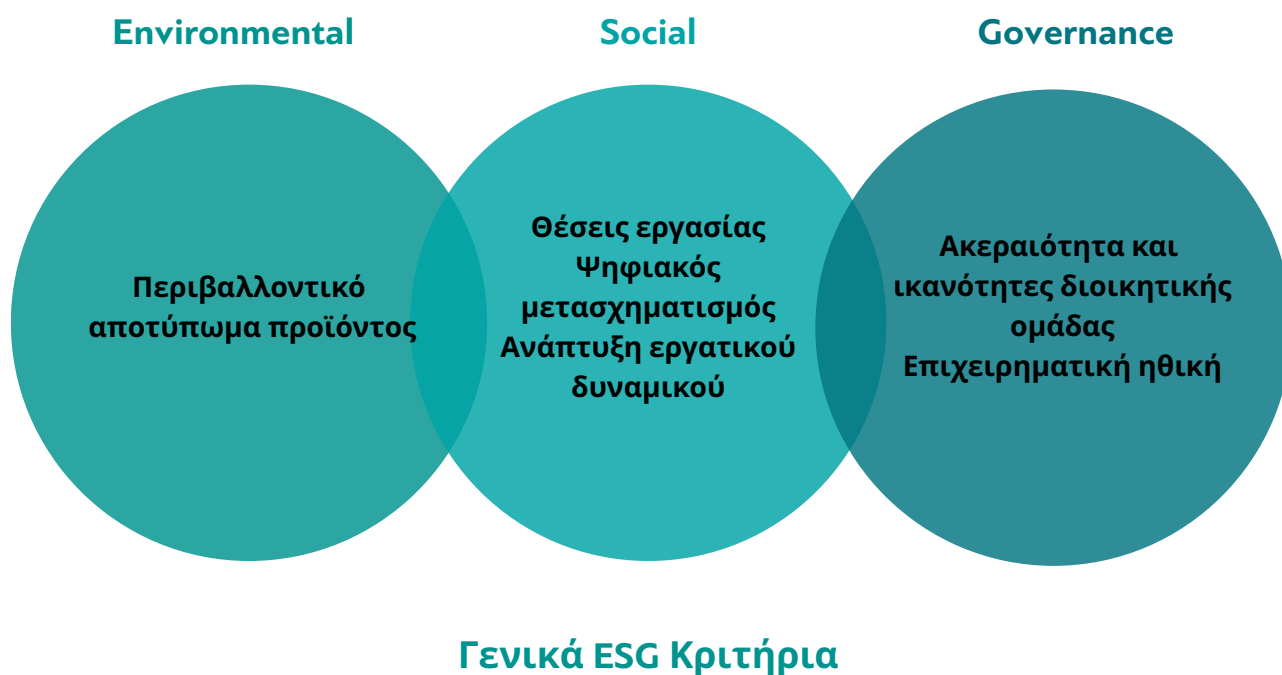 Environmental
Social
Governance
Περιβαλλοντικό
αποτύπωμα προϊόντος
Θέσεις εργασίας
Ψηφιακός
μετασχηματισμός
Ανάπτυξη εργατικού
δυναμικού
Ακεραιότητα και
ικανότητες διοικητικής
ομάδας
Επιχειρηματική ηθική
Γενικά ESG Κριτήρια